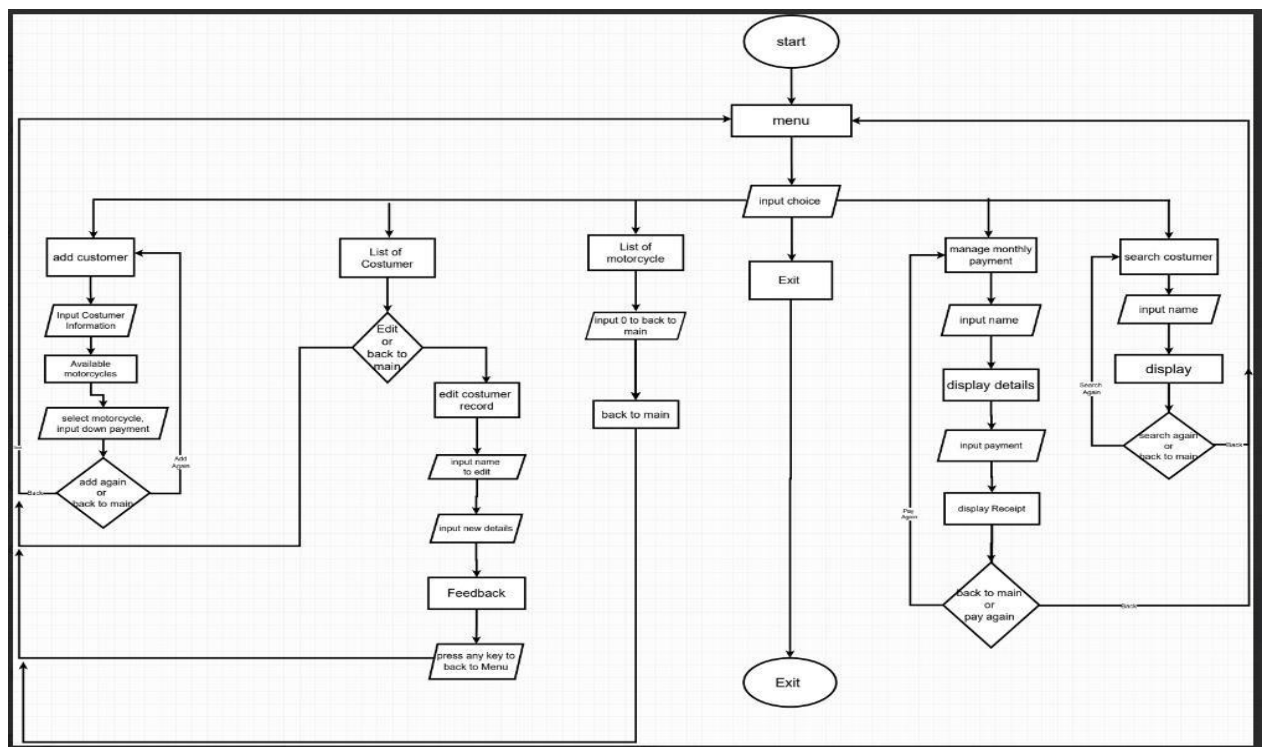 start
menu
input choice
add customer
Input Costumer
Information
Available
motorcycles
select motorcycle,
input down payment
add again
or
back to main
Back
Add
Again
List of
Costumer
Edit
or
back to
main
edit costumer
record
input name
to edit
input new details
Feedback
press any key to
back to Menu
List of
motorcycle
input 0 to back to
main
back to main
Exit
Exit
manage monthly
payment
input name
display details
input payment
display Receipt
back to main
or
pay again
Pay
Again
Back
search costumer
input name
display
search again
or
back to main
Search
Again
Back